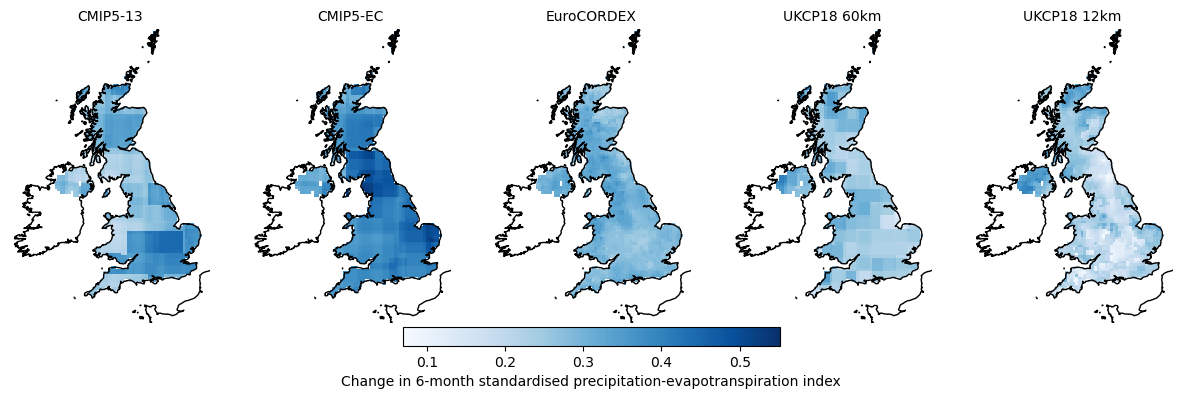 CMIP5-13
CMIP5-EC
EuroCORDEX
UKCP18 60km
UKCP18 12km
0.1
0.2
0.3
0.4
0.5
Change in 6-month standardised precipitation-evapotranspiration index